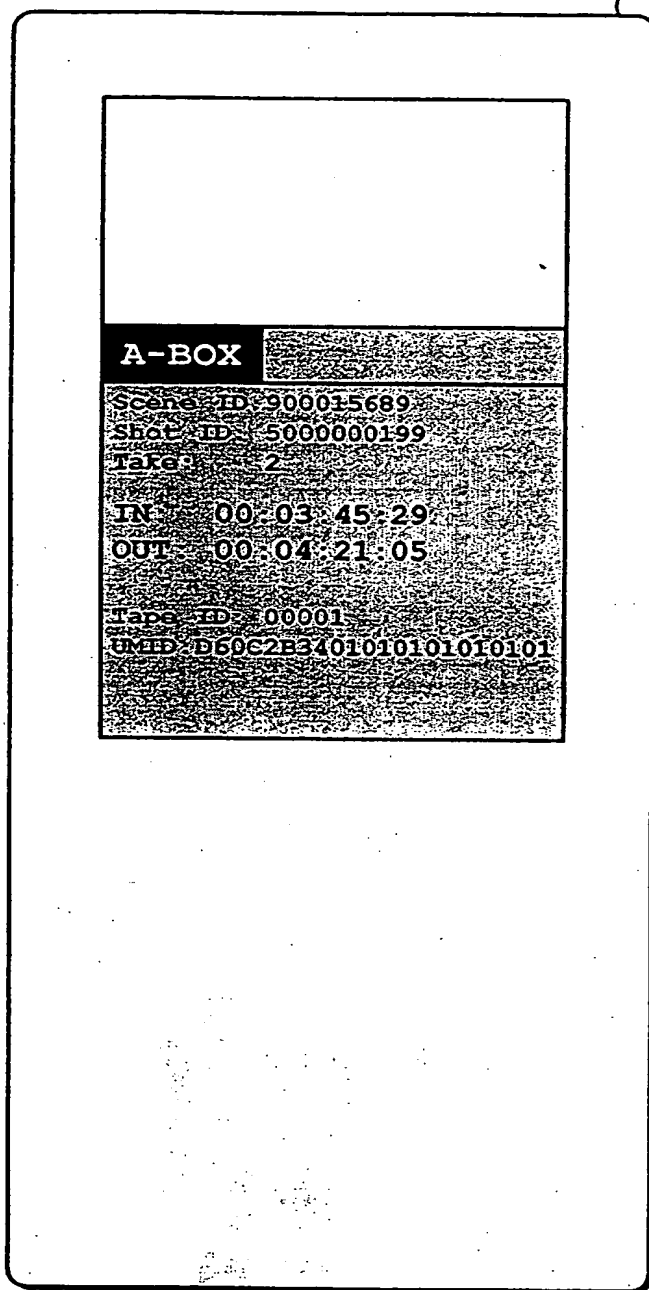 A-BOX
Scene ID:900015689
Shot ID: 5000000199
Take: 2
IN: 00:03:45:29
OUT: 00:04:21:05
Tape ID: 00001
UMID:D60C2B3401010101010101